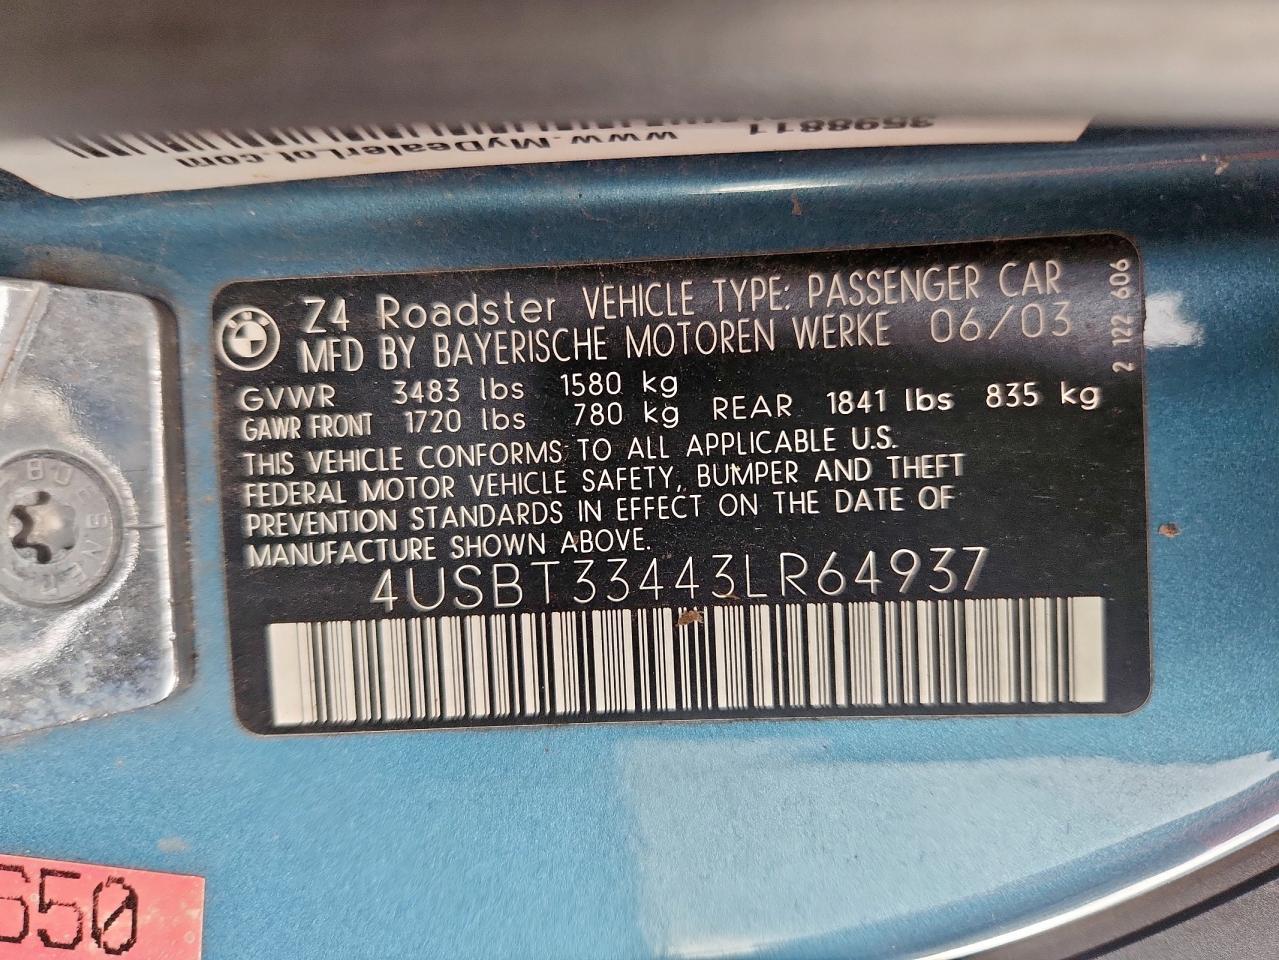 3598811
www.MyDealerLot.com
Z4 Roadster VEHICLE TYPE: PASSENGER CAR
MFD BY BAYERISCHE MOTOREN WERKE 06/03
2 122 606
GVWR 3483 lbs 1580 kg
GAWR FRONT 1720 lbs 780 kg REAR 1841 lbs 835 kg
THIS VEHICLE CONFORMS TO ALL APPLICABLE U.S.
FEDERAL MOTOR VEHICLE SAFETY, BUMPER AND THEFT
PREVENTION STANDARDS IN EFFECT ON THE DATE OF
MANUFACTURE SHOWN ABOVE.
4USBT33443LR64937
650